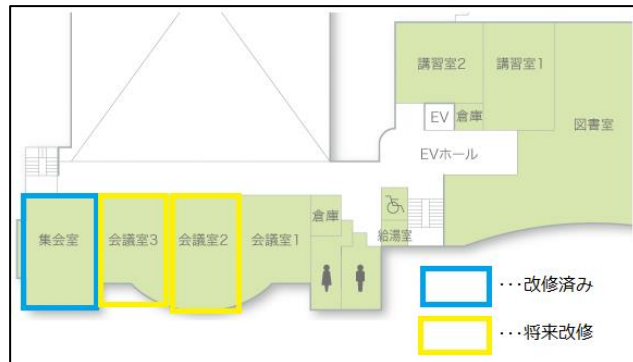 講習室2
講習室1
EV
倉庫
図書室
EVホール
集会室
会議室3
会議室2
会議室1
倉庫
給湯室
・・・改修済み
・・・将来改修